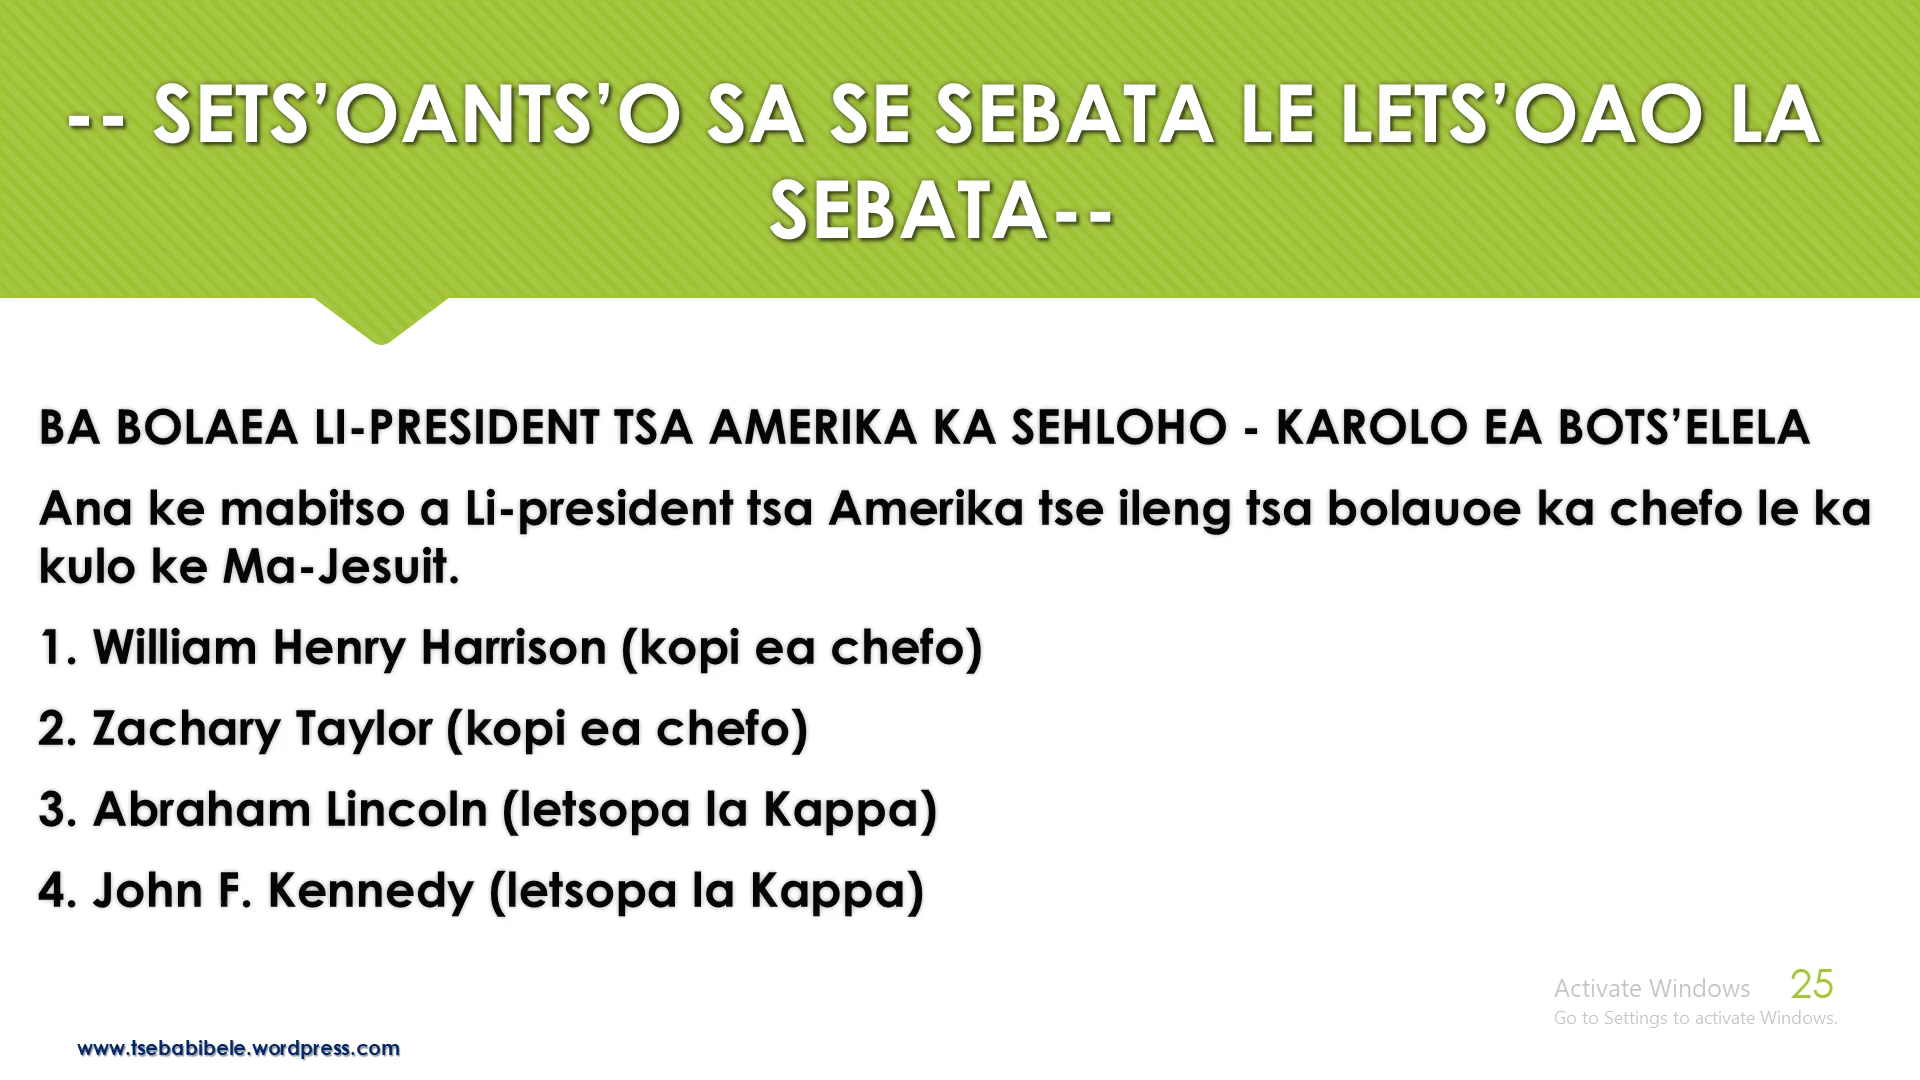 -- SETS’OANTS’O SA SE SEBATA LE LETS’OAO LA
SEBATA--
BA BOLAEA LI-PRESIDENT TSA AMERIKA KA SEHLOHO - KAROLO EA BOTS’ELELA
Ana ke mabitso a Li-president tsa Amerika tse ileng tsa bolauoe ka chefo le ka
kulo ke Ma-Jesuit.
1. William Henry Harrison (kopi ea chefo)
2. Zachary Taylor (kopi ea chefo)
3. Abraham Lincoln (letsopa la Kappa)
4. John F. Kennedy (letsopa la Kappa)
Activate Windows 25
Go to Settings to activate Windows.
www.tsebabibele.wordpress.com